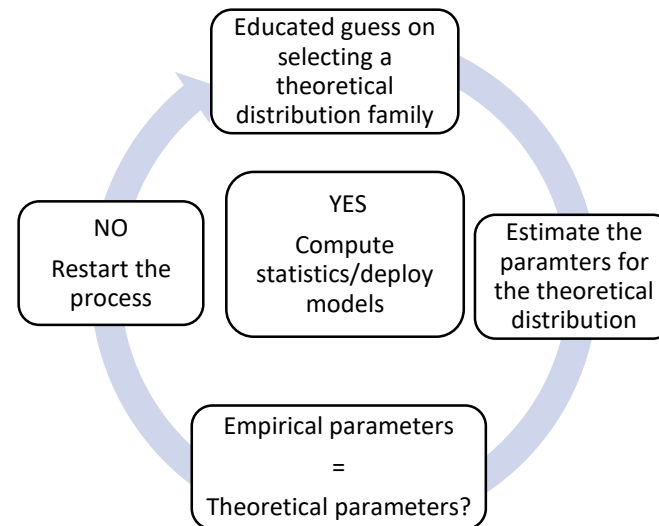 Educated guess on
selecting a
theoretical
distribution family
Estimate the
paramters for
the theoretical
distribution
Empirical parameters
=
Theoretical parameters?
NO
Restart the
process
YES
Compute
statistics/deploy
models